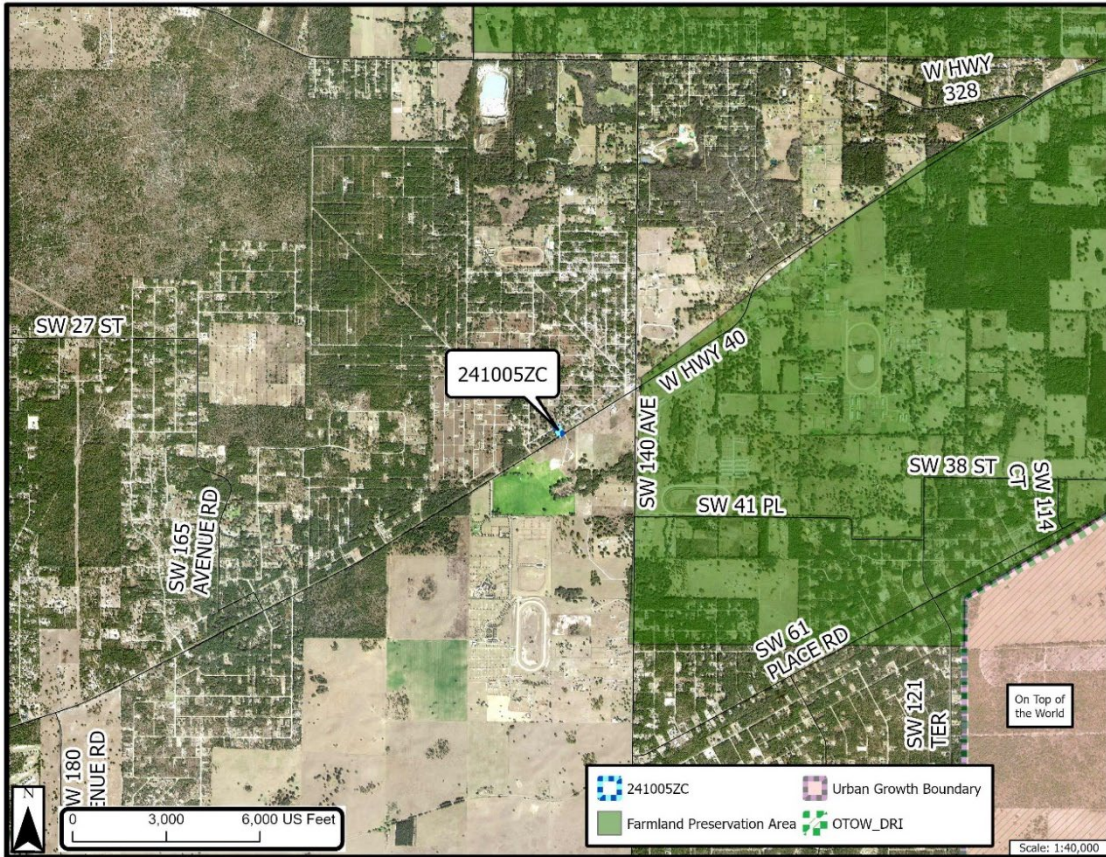 W HWY
328
SW 27 ST
241005ZC
W HWY 40
SW 140 AVE
SW 38 ST
SW 114
CT
SW 41 PL
SW 165
AVENUE RD
SW 61
PLACE RD
SW 121
TER
On Top of
the World
SW 180
ENUE RD
N
0 3,000 6,000 US Feet
241005ZC
Urban Growth Boundary
Farmland Preservation Area
OTOW_DRI
Scale: 1:40,000